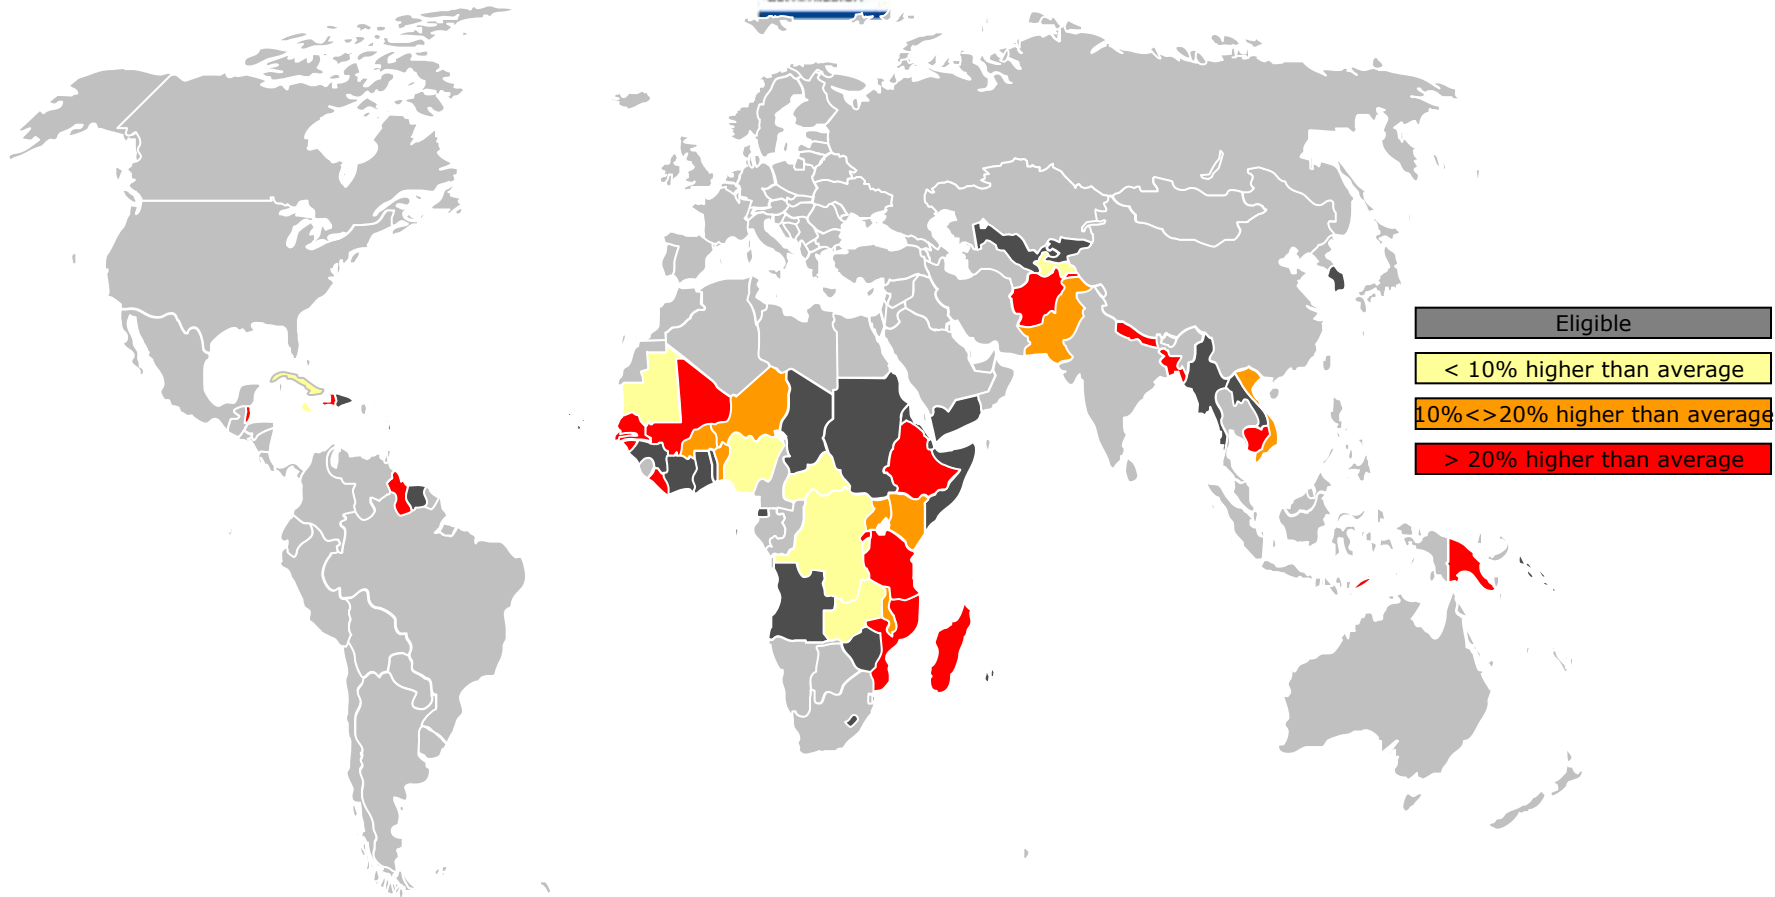 Eligible
< 10% higher than average
10%<>20% higher than average
> 20% higher than average